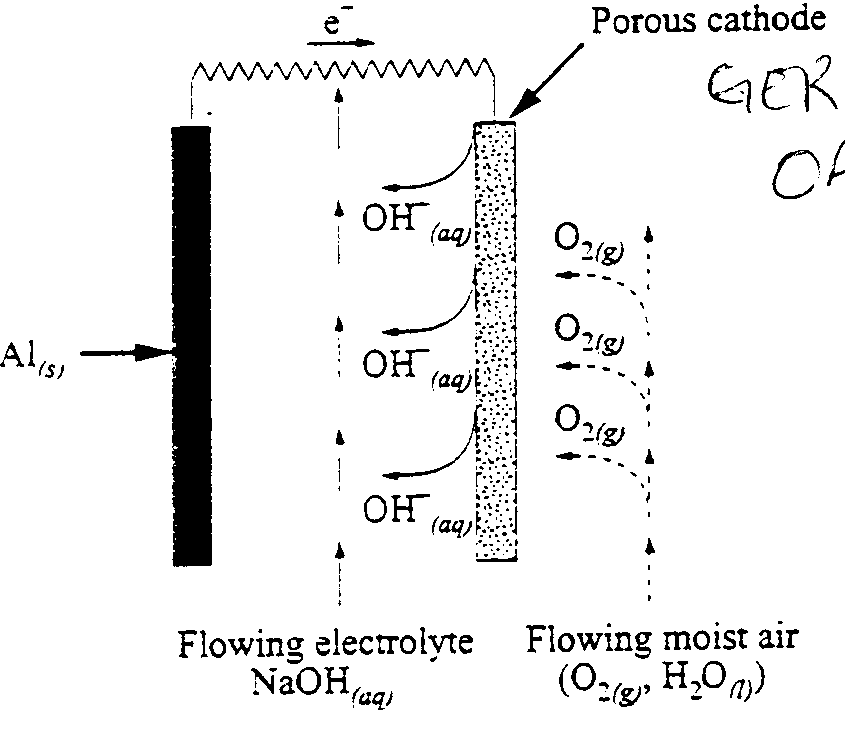 e⁻
Porous cathode
GER
OH⁻(aq)
O₂(g)
O₂(g)
Al(s)
OH⁻(aq)
O₂(g)
OH⁻(aq)
Flowing electrolyte
NaOH(aq)
Flowing moist air
(O₂(g), H₂O(l))